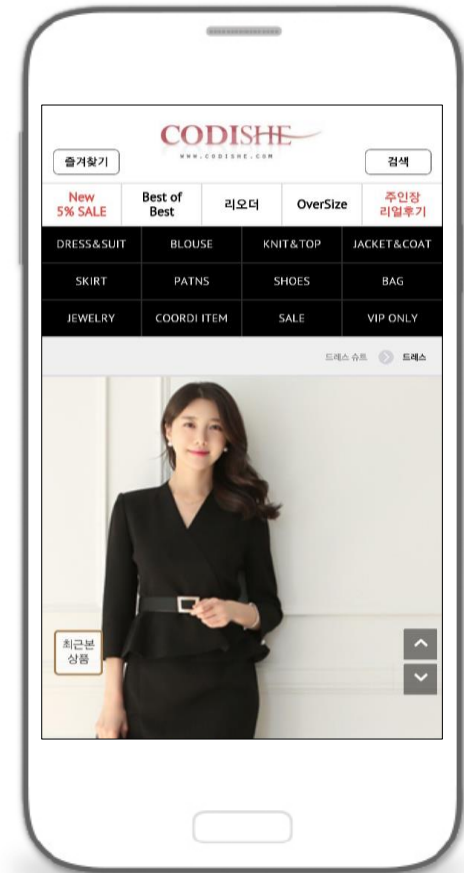 CODISHE
WWW.CODISHE.COM
즐겨찾기
검색
New
5% SALE
Best of
Best
리오더
OverSize
주인장
리얼후기
DRESS&SUIT
BLOUSE
KNIT&TOP
JACKET&COAT
SKIRT
PATNS
SHOES
BAG
JEWELRY
COORDI ITEM
SALE
VIP ONLY
드레스 슈트
드레스
최근본
상품